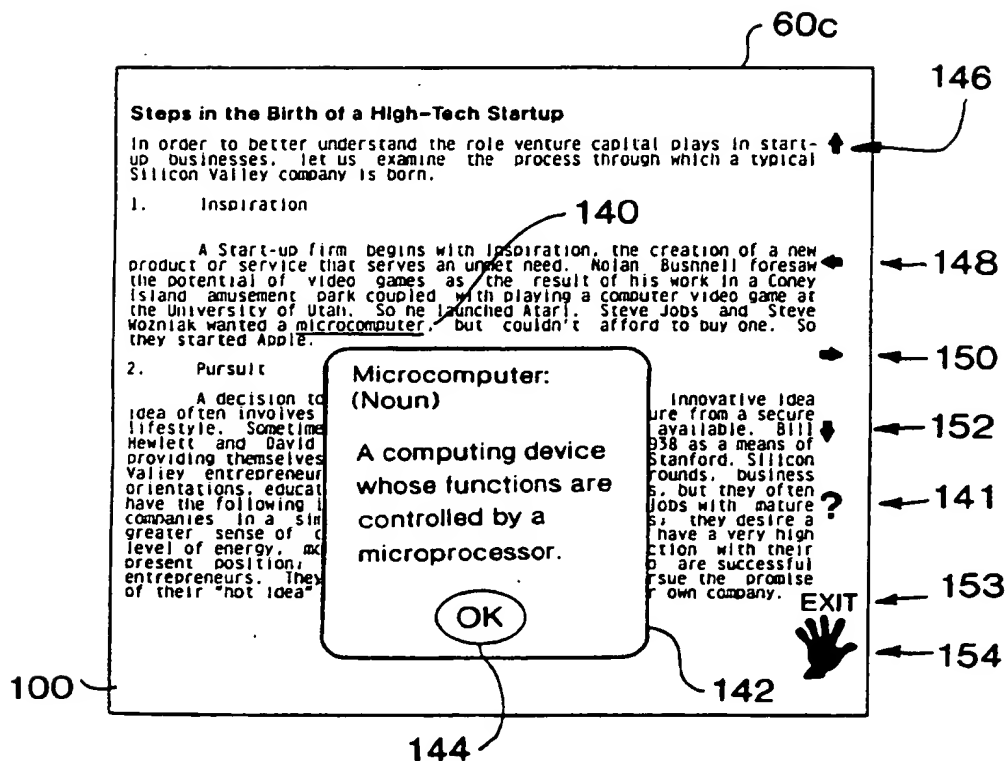 60c
146
Steps in the Birth of a High-Tech Startup
In order to better understand the role venture capital plays in start-
up businesses, let us examine the process through which a typical
Silicon Valley company is born.
1. Inspiration
140
A Start-up firm begins with Inspiration, the creation of a new
product or service that serves an unmet need. Nolan Bushnell foresaw
148
the potential of video games as the result of his work in a Coney
Island amusement park coupled with playing a computer video game at
the University of Utah. So he launched Atari. Steve Jobs and Steve
Wozniak wanted a microcomputer, but couldn't afford to buy one. So
they started Apple.
150
2. Pursuit
A decision to innovative idea
idea often involves ure from a secure
lifestyle. Sometime available. Bill
152
Hewlett and David 938 as a means of
providing themselves Stanford. Silicon
Valley entrepreneur rounds, business
orientations, educat s, but they often
have the following i jobs with mature
? 141
companies in a sim s; they desire a
greater sense of c have a very high
level of energy, mo ction with their
present position, o are successful
entrepreneurs. They rsue the promise
of their "hot idea" r own company.
Microcomputer:
(Noun)
A computing device
whose functions are
controlled by a
microprocessor.
OK
EXIT 153
154
100
142
144